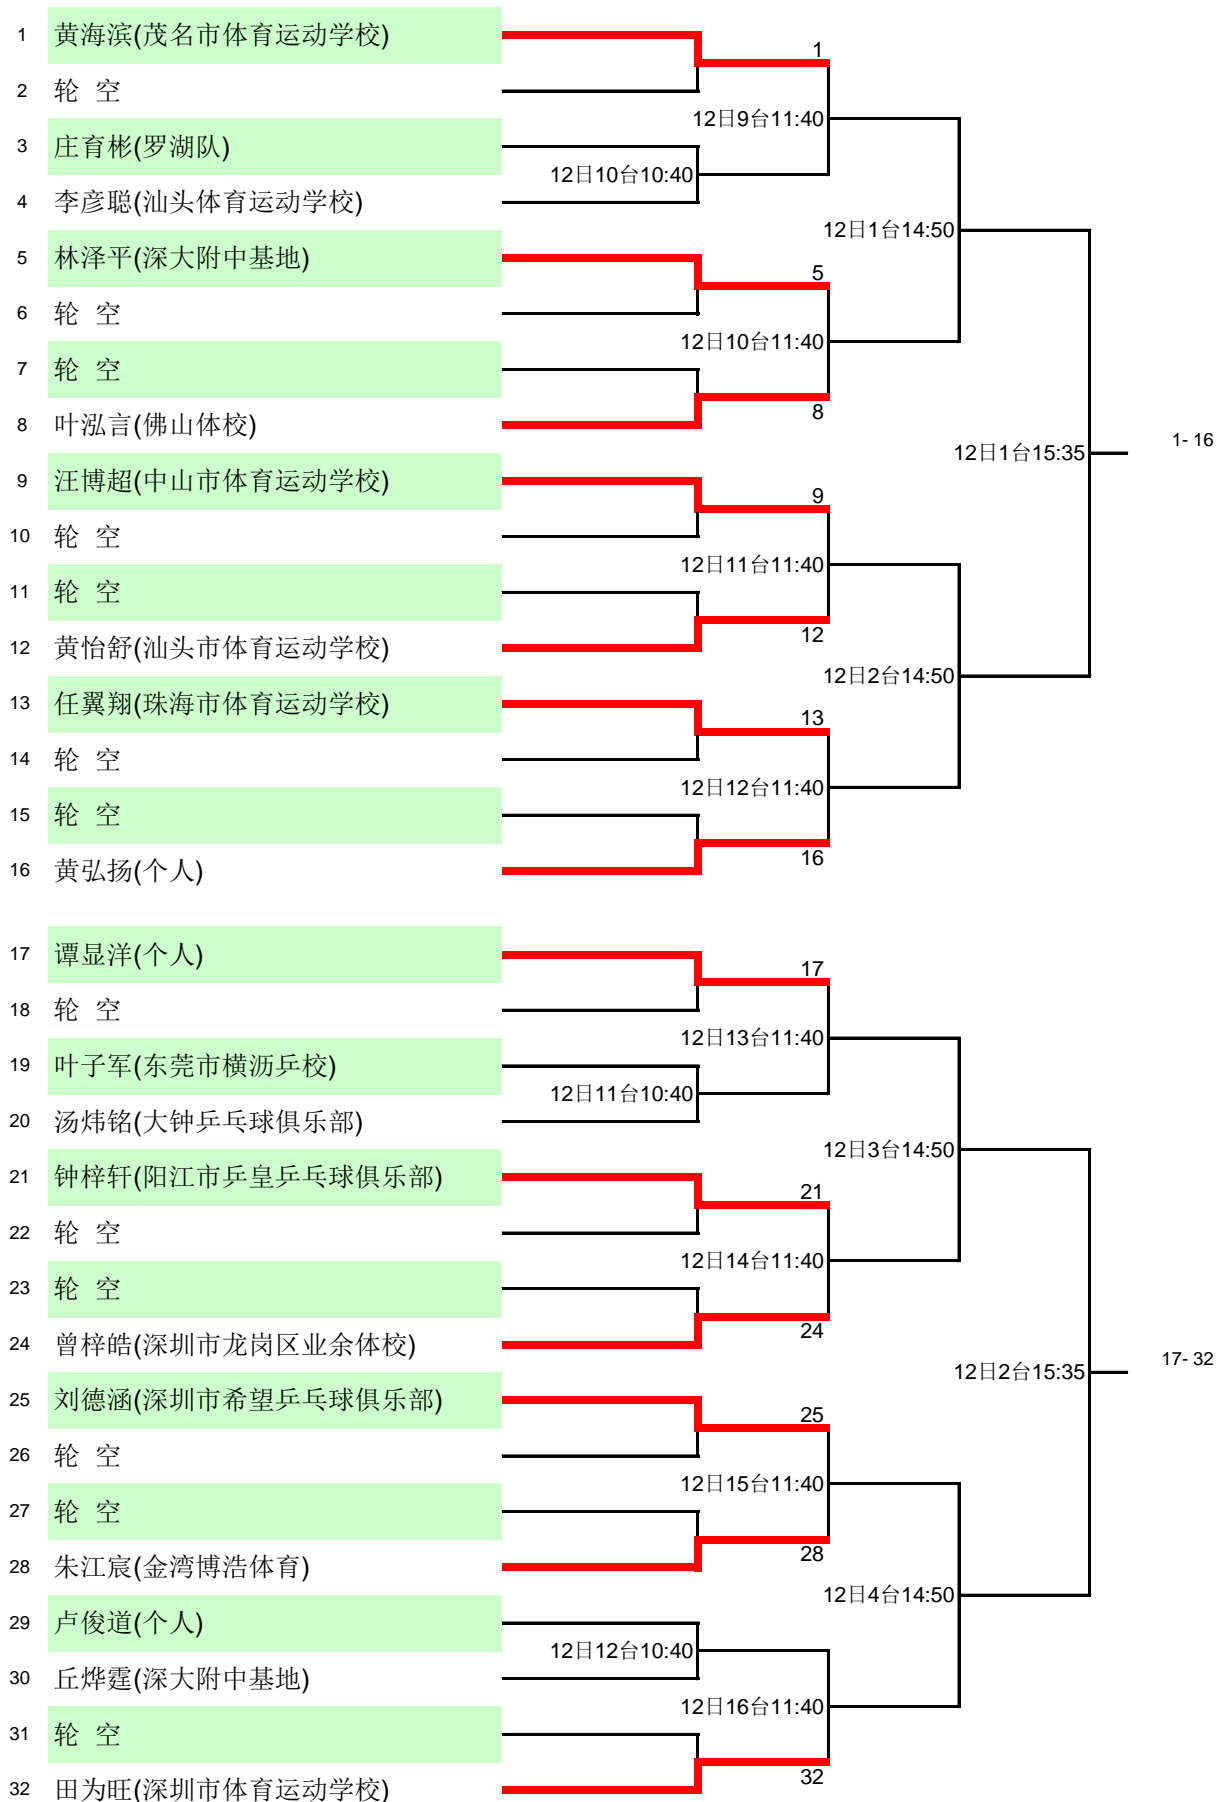 1 黄海滨(茂名市体育运动学校)
1
2 轮 空
12日9台11:40
3 庄育彬(罗湖队)
12日10台10:40
4 李彦聪(汕头体育运动学校)
12日1台14:50
5 林泽平(深大附中基地)
5
6 轮 空
12日10台11:40
7 轮 空
8
8 叶泓言(佛山体校)
12日1台15:35
1- 16
9 汪博超(中山市体育运动学校)
9
10 轮 空
12日11台11:40
11 轮 空
12
12 黄怡舒(汕头市体育运动学校)
12日2台14:50
13 任翼翔(珠海市体育运动学校)
13
14 轮 空
12日12台11:40
15 轮 空
16
16 黄弘扬(个人)
17 谭显洋(个人)
17
18 轮 空
12日13台11:40
19 叶子军(东莞市横沥乒校)
12日11台10:40
20 汤炜铭(大钟乒乓球俱乐部)
12日3台14:50
21 钟梓轩(阳江市乒皇乒乓球俱乐部)
21
22 轮 空
12日14台11:40
23 轮 空
24
24 曾梓皓(深圳市龙岗区业余体校)
12日2台15:35
17- 32
25 刘德涵(深圳市希望乒乓球俱乐部)
25
26 轮 空
12日15台11:40
27 轮 空
28
28 朱江宸(金湾博浩体育)
12日4台14:50
29 卢俊道(个人)
12日12台10:40
30 丘烨霆(深大附中基地)
12日16台11:40
31 轮 空
32
32 田为旺(深圳市体育运动学校)